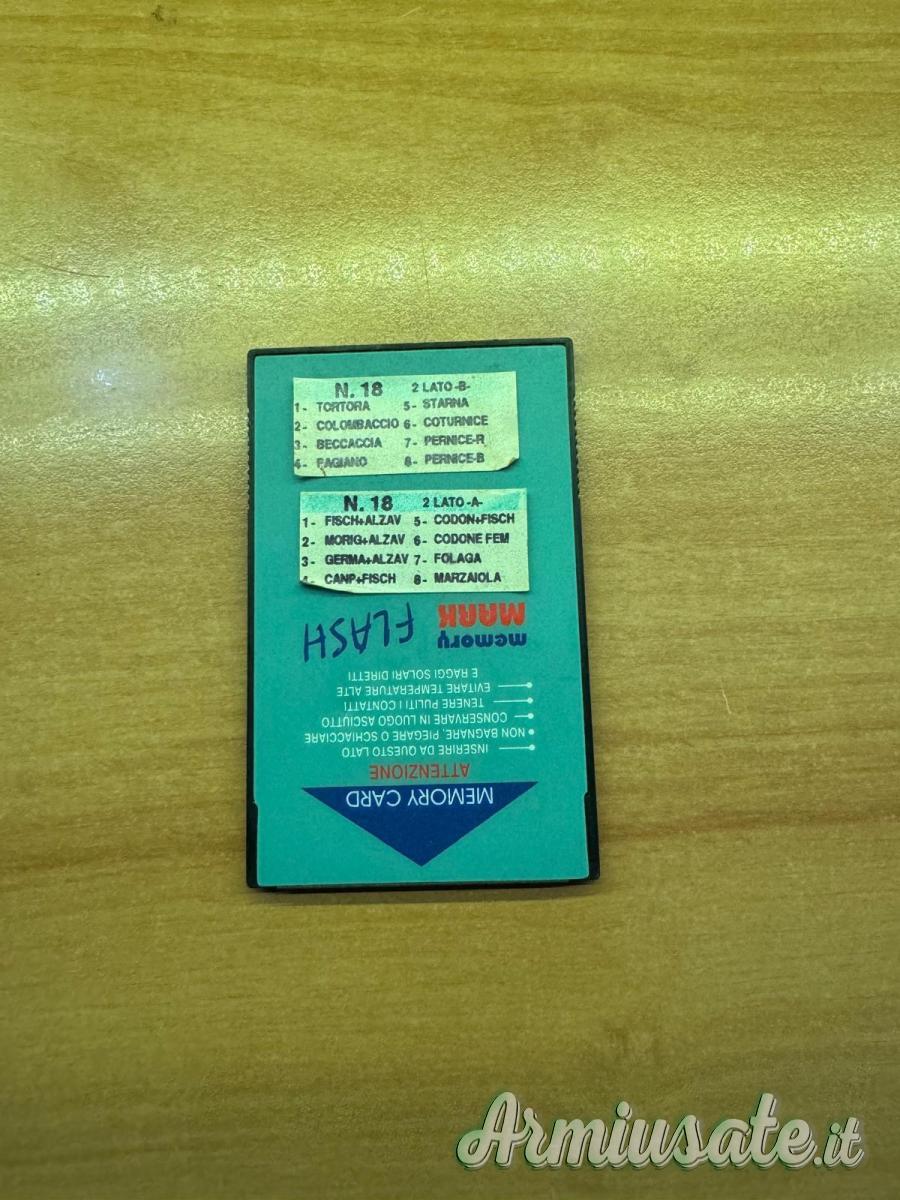 N. 18 2 LATO -B-
1- TORTORA 5- STARNA
2- COLOMBACCIO 6- COTURNICE
3- BECCACCIA 7- PERNICE-R
4- FAGIANO 8- PERNICE-B
N. 18 2 LATO -A-
1- FISCH+ALZAV 5- CODON+FISCH
2- MORIG+ALZAV 6- CODONE FEM
3- GERMA+ALZAV 7- FOLAGA
4- CANP+FISCH 8- MARZAIOLA
MEMORY CARD
ATTENZIONE
INSERIRE DA QUESTO LATO
NON BAGNARE, PIEGARE O SCHIACCIARE
CONSERVARE IN LUOGO ASCIUTTO
TENERE PULITI I CONTATTI
EVITARE TEMPERATURE ALTE
E RAGGI SOLARI DIRETTI
memory
MARK
FLASH
Armiusate.it